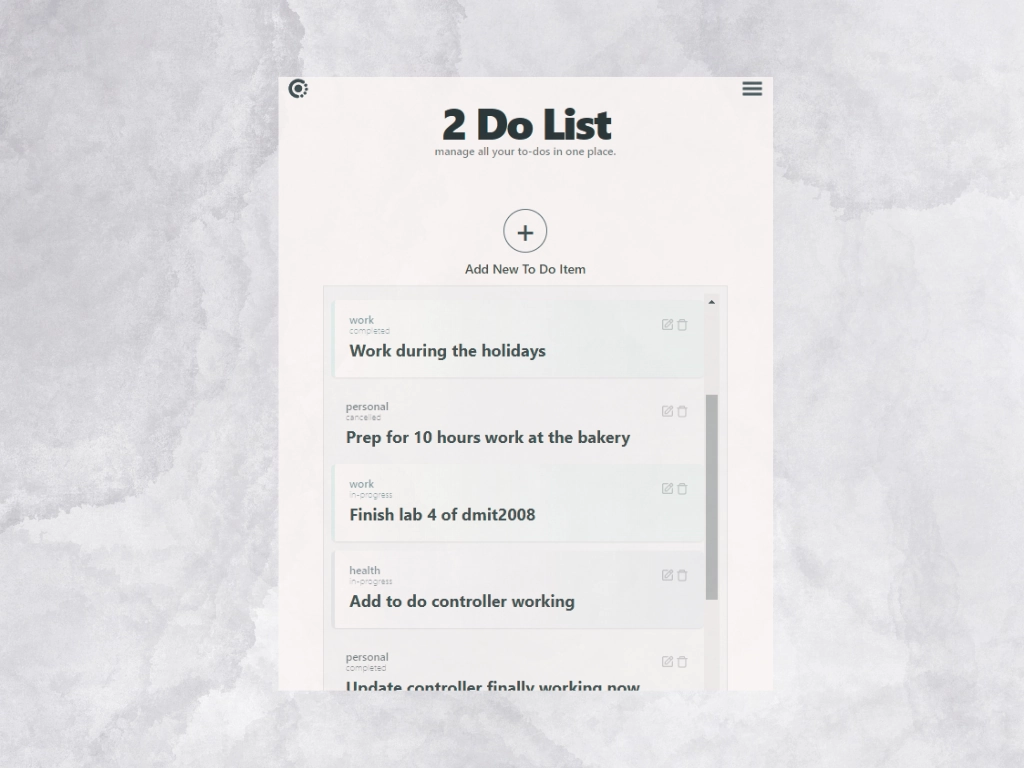 2 Do List
manage all your to-dos in one place.
+
Add New To Do Item
work
completed
Work during the holidays
personal
cancelled
Prep for 10 hours work at the bakery
work
in-progress
Finish lab 4 of dmit2008
health
in-progress
Add to do controller working
personal
completed
Update controller finally working now